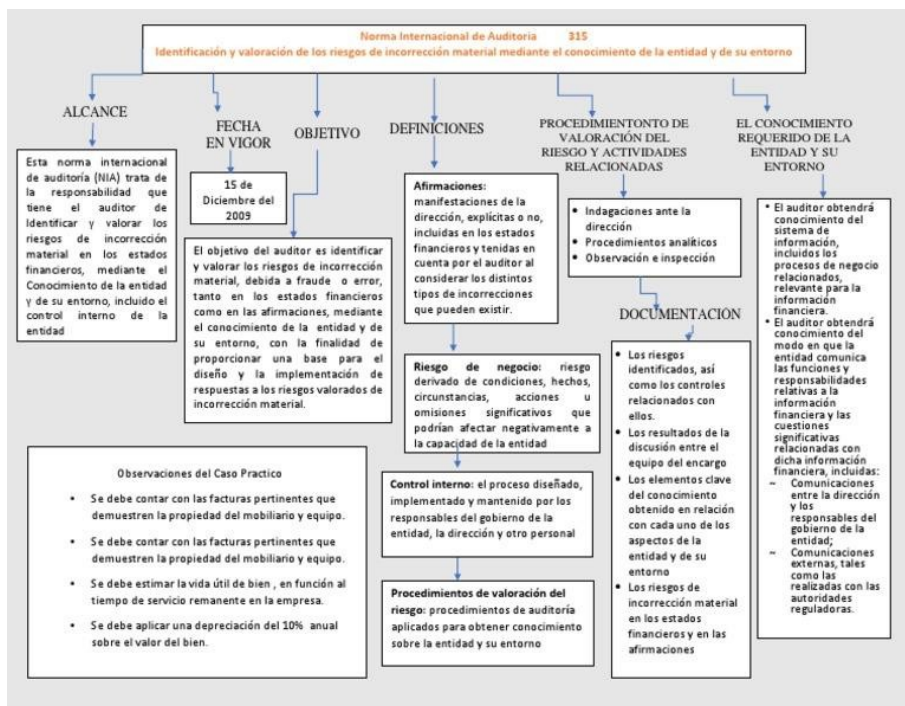 Norma Internacional de Auditoria 315
Identificación y valoración de los riesgos de incorrección material mediante el conocimiento de la entidad y de su entorno
ALCANCE
Esta norma internacional
de auditoría (NIA) trata de
la responsabilidad que
tiene el auditor de
Identificar y valorar los
riesgos de incorrección
material en los estados
financieros, mediante el
Conocimiento de la entidad
y de su entorno, incluido el
control interno de la
entidad
FECHA
EN VIGOR
15 de
Diciembre del
2009
OBJETIVO
El objetivo del auditor es identificar
y valorar los riesgos de incorrección
material, debida a fraude o error,
tanto en los estados financieros
como en las afirmaciones, mediante
el conocimiento de la entidad y de
su entorno, con la finalidad de
proporcionar una base para el
diseño y la implementación de
respuestas a los riesgos valorados de
incorrección material.
DEFINICIONES
Afirmaciones:
manifestaciones de la
dirección, explícitas o no,
incluidas en los estados
financieros y tenidas en
cuenta por el auditor al
considerar los distintos
tipos de incorrecciones
que pueden existir.
Riesgo de negocio: riesgo
derivado de condiciones, hechos,
circunstancias, acciones u
omisiones significativos que
podrían afectar negativamente a
la capacidad de la entidad
Control interno: el proceso diseñado,
implementado y mantenido por los
responsables del gobierno de la
entidad, la dirección y otro personal
Procedimientos de valoración del
riesgo: procedimientos de auditoría
aplicados para obtener conocimiento
sobre la entidad y su entorno
PROCEDIMIENTONTO DE
VALORACIÓN DEL
RIESGO Y ACTIVIDADES
RELACIONADAS
• Indagaciones ante la
dirección
• Procedimientos analíticos
• Observación e inspección
DOCUMENTACIÓN
• Los riesgos
identificados, así
como los controles
relacionados con
ellos.
• Los resultados de la
discusión entre el
equipo del encargo
• Los elementos clave
del conocimiento
obtenido en relación
con cada uno de los
aspectos de la
entidad y de su
entorno
• Los riesgos de
incorrección material
en los estados
financieros y en las
afirmaciones
EL CONOCIMIENTO
REQUERIDO DE LA
ENTIDAD Y SU
ENTORNO
• El auditor obtendrá
conocimiento del
sistema de
información,
incluidos los
procesos de negocio
relacionados,
relevante para la
información
financiera.
• El auditor obtendrá
conocimiento del
modo en que la
entidad comunica
las funciones y
responsabilidades
relativas a la
información
financiera y las
cuestiones
significativas
relacionadas con
dicha información
financiera, incluidas:
~ Comunicaciones
entre la dirección
y los
responsables del
gobierno de la
entidad;
~ Comunicaciones
externas, tales
como las
realizadas con las
autoridades
reguladoras.
Observaciones del Caso Practico
• Se debe contar con las facturas pertinentes que
demuestren la propiedad del mobiliario y equipo.
• Se debe contar con las facturas pertinentes que
demuestren la propiedad del mobiliario y equipo.
• Se debe estimar la vida útil de bien , en función al
tiempo de servicio remanente en la empresa.
• Se debe aplicar una depreciación del 10% anual
sobre el valor del bien.